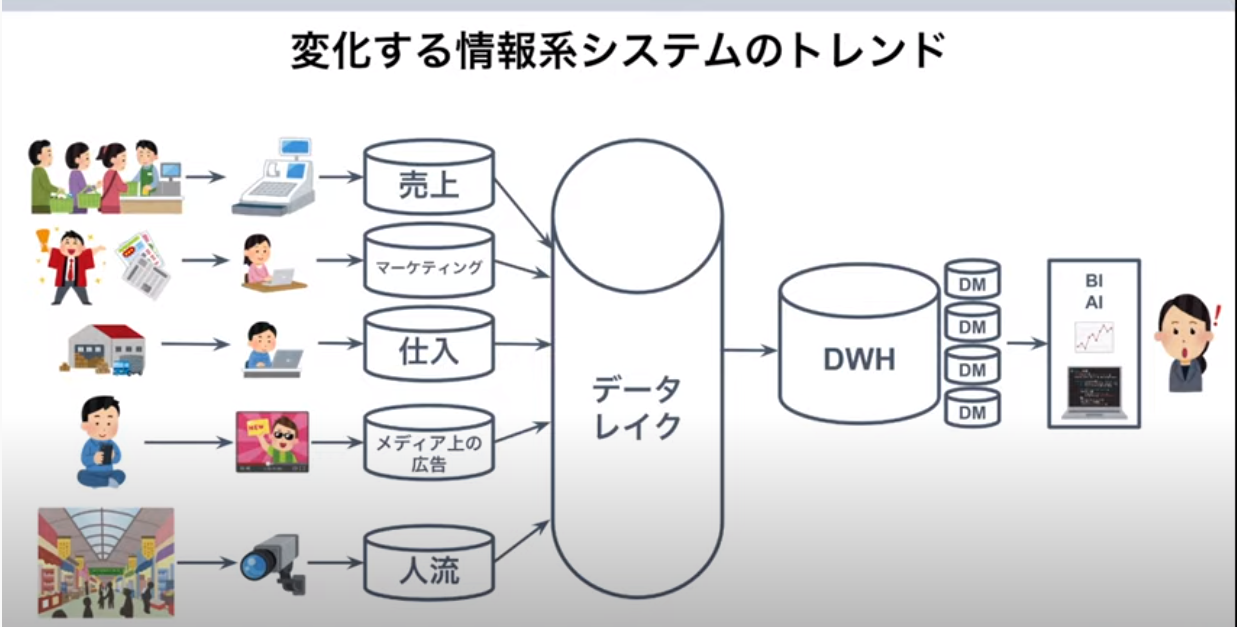 変化する情報系システムのトレンド
売上
マーケティング
仕入
メディア上の
広告
人流
データ
レイク
DWH
DM
DM
DM
DM
BI
AI
NEW